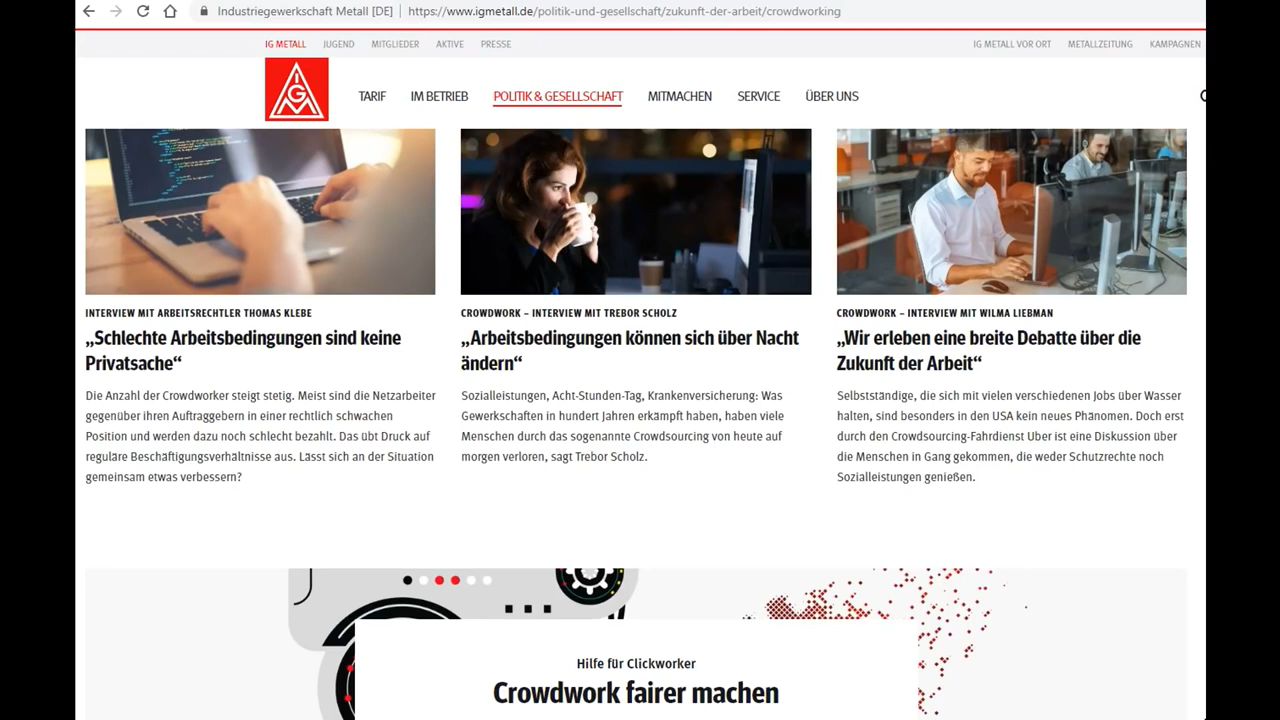 Industriegewerkschaft Metall [DE] | https://www.igmetall.de/politik-und-gesellschaft/zukunft-der-arbeit/crowdworking
IG METALL JUGEND MITGLIEDER AKTIVE PRESSE IG METALL VOR ORT METALLZEITUNG KAMPAGNEN
IGM
TARIF IM BETRIEB POLITIK & GESELLSCHAFT MITMACHEN SERVICE ÜBER UNS
INTERVIEW MIT ARBEITSRECHTLER THOMAS KLEBE
„Schlechte Arbeitsbedingungen sind keine
Privatsache“
Die Anzahl der Crowdworker steigt stetig. Meist sind die Netzarbeiter
gegenüber ihren Auftraggebern in einer rechtlich schwachen
Position und werden dazu noch schlecht bezahlt. Das übt Druck auf
reguläre Beschäftigungsverhältnisse aus. Lässt sich an der Situation
gemeinsam etwas verbessern?
CROWDWORK – INTERVIEW MIT TREBOR SCHOLZ
„Arbeitsbedingungen können sich über Nacht
ändern“
Sozialleistungen, Acht-Stunden-Tag, Krankenversicherung: Was
Gewerkschaften in hundert Jahren erkämpft haben, haben viele
Menschen durch das sogenannte Crowdsourcing von heute auf
morgen verloren, sagt Trebor Scholz.
CROWDWORK – INTERVIEW MIT WILMA LIEBMAN
„Wir erleben eine breite Debatte über die
Zukunft der Arbeit“
Selbstständige, die sich mit vielen verschiedenen Jobs über Wasser
halten, sind besonders in den USA kein neues Phänomen. Doch erst
durch den Crowdsourcing-Fahrdienst Uber ist eine Diskussion über
die Menschen in Gang gekommen, die weder Schutzrechte noch
Sozialleistungen genießen.
Hilfe für Clickworker
Crowdwork fairer machen